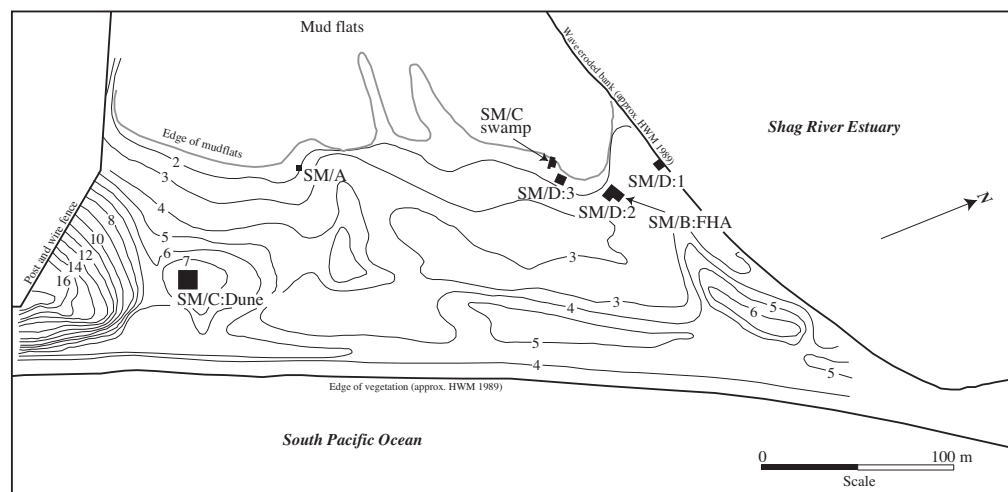 Mud flats
Wave eroded bank (approx. HWM 1989)
SM/C
swamp
Shag River Estuary
Edge of mudflats
2
SM/A
SM/D:1
3
SM/D:3
SM/D:2
SM/B:FHA
N
4
Post and wire fence
8
5
10
6
12
7
14
16
3
SM/C:Dune
3
4
5
6
5
4
5
Edge of vegetation (approx. HWM 1989)
South Pacific Ocean
0 100 m
Scale